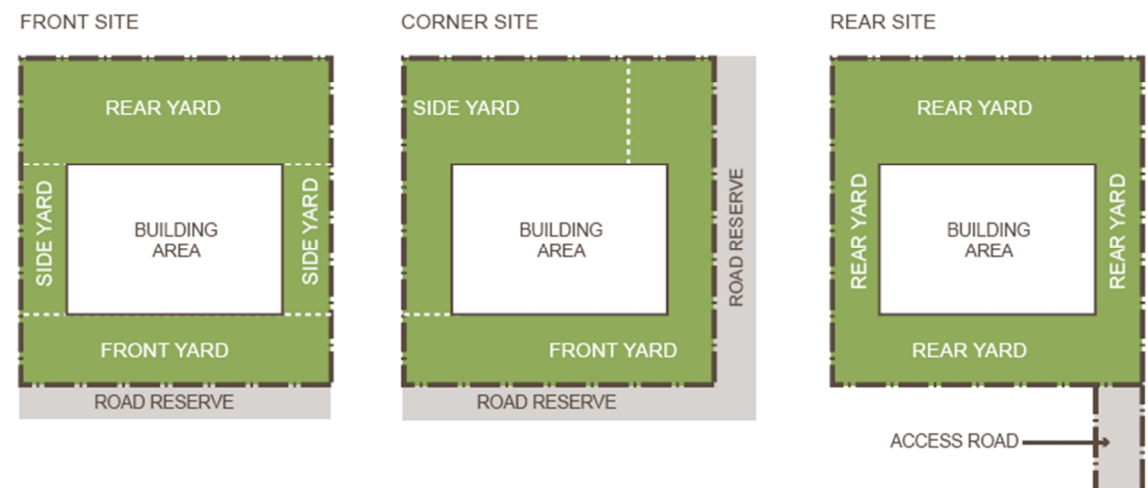 FRONT SITE
REAR YARD
SIDE YARD
BUILDING
AREA
SIDE YARD
FRONT YARD
ROAD RESERVE
CORNER SITE
SIDE YARD
BUILDING
AREA
FRONT YARD
ROAD RESERVE
ROAD RESERVE
REAR SITE
REAR YARD
REAR YARD
BUILDING
AREA
REAR YARD
REAR YARD
ACCESS ROAD